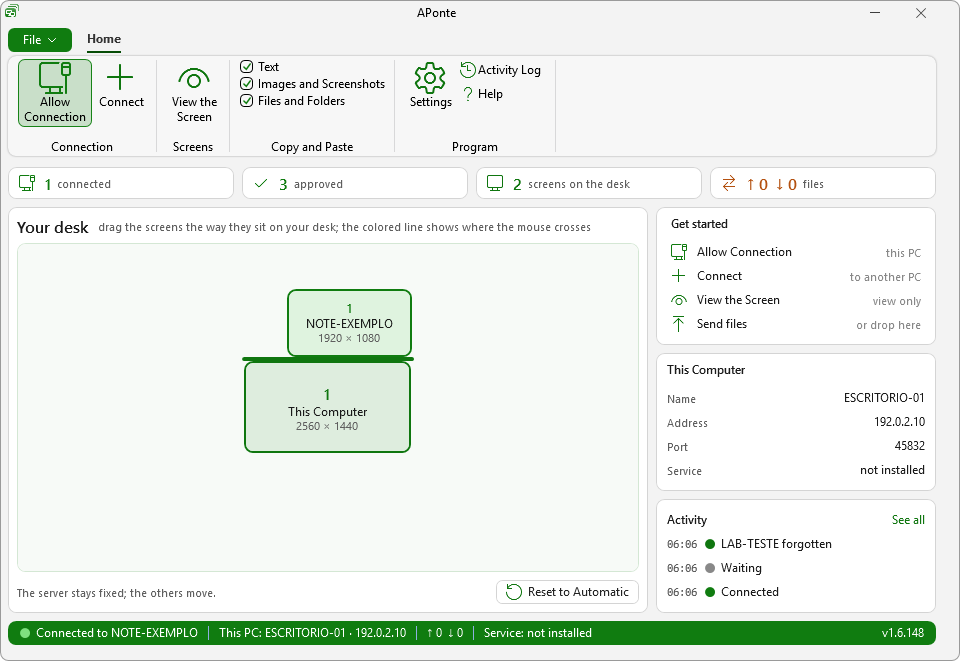 APonte
File
Home
Allow Connection
Connect
Connection
View the Screen
Screens
Text
Images and Screenshots
Files and Folders
Copy and Paste
Settings
Activity Log
Help
Program
1 connected
3 approved
2 screens on the desk
↑ 0 ↓ 0 files
Your desk drag the screens the way they sit on your desk; the colored line shows where the mouse crosses
1
NOTE-EXEMPLO
1920 × 1080
1
This Computer
2560 × 1440
The server stays fixed; the others move.
Reset to Automatic
Get started
Allow Connection this PC
Connect to another PC
View the Screen view only
Send files or drop here
This Computer
Name ESCRITORIO-01
Address 192.0.2.10
Port 45832
Service not installed
Activity See all
06:06 LAB-TESTE forgotten
06:06 Waiting
06:06 Connected
Connected to NOTE-EXEMPLO | This PC: ESCRITORIO-01 · 192.0.2.10 | ↑ 0 ↓ 0 | Service: not installed v1.6.148